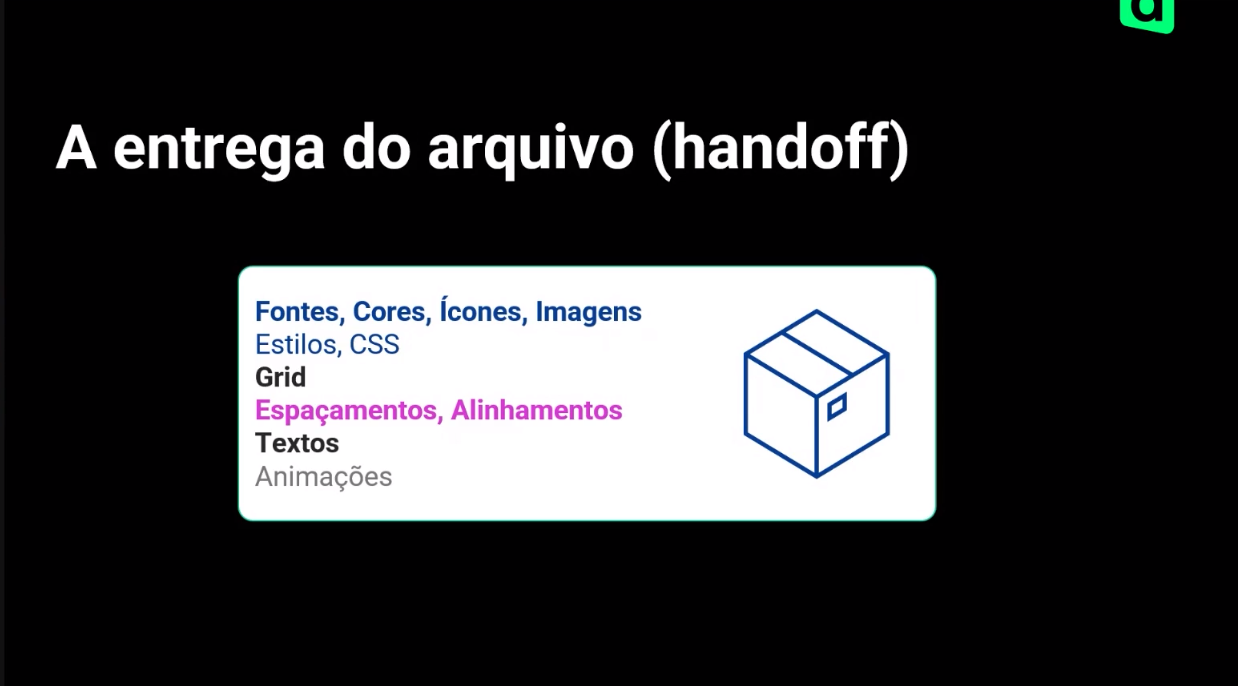 A entrega do arquivo (handoff)
Fontes, Cores, Ícones, Imagens
Estilos, CSS
Grid
Espaçamentos, Alinhamentos
Textos
Animações